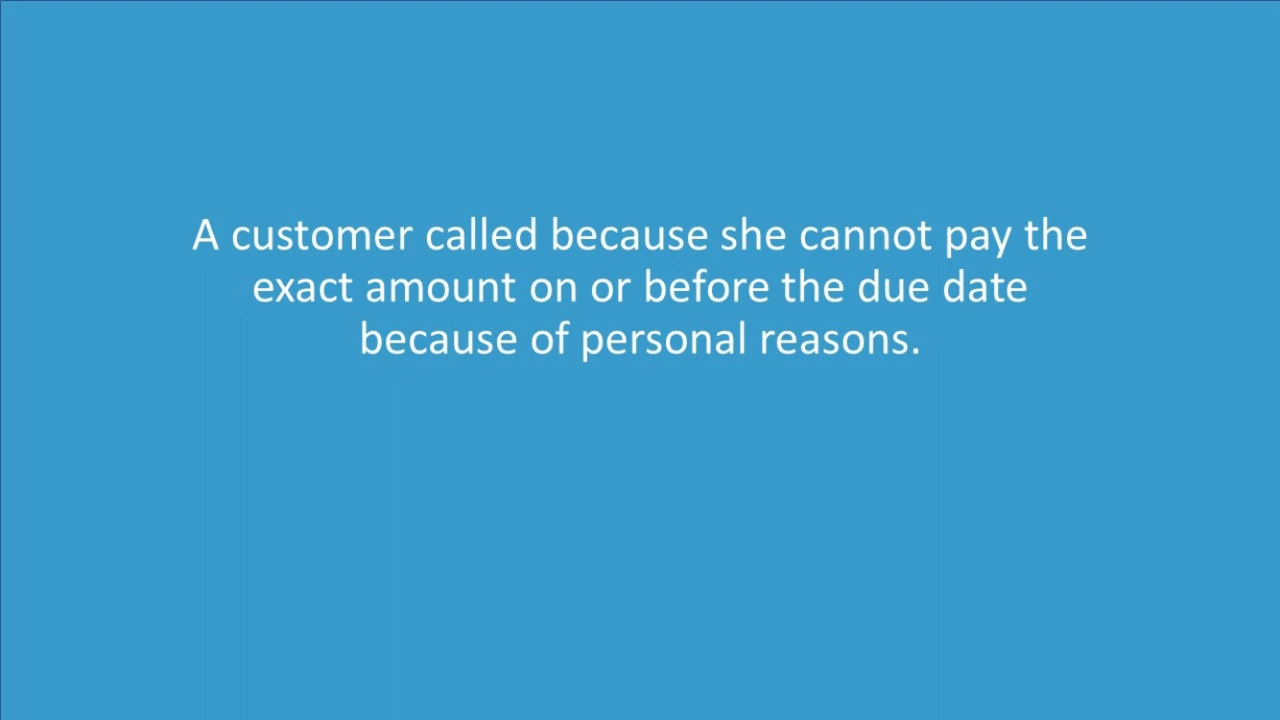 A customer called because she cannot pay the
exact amount on or before the due date
because of personal reasons.